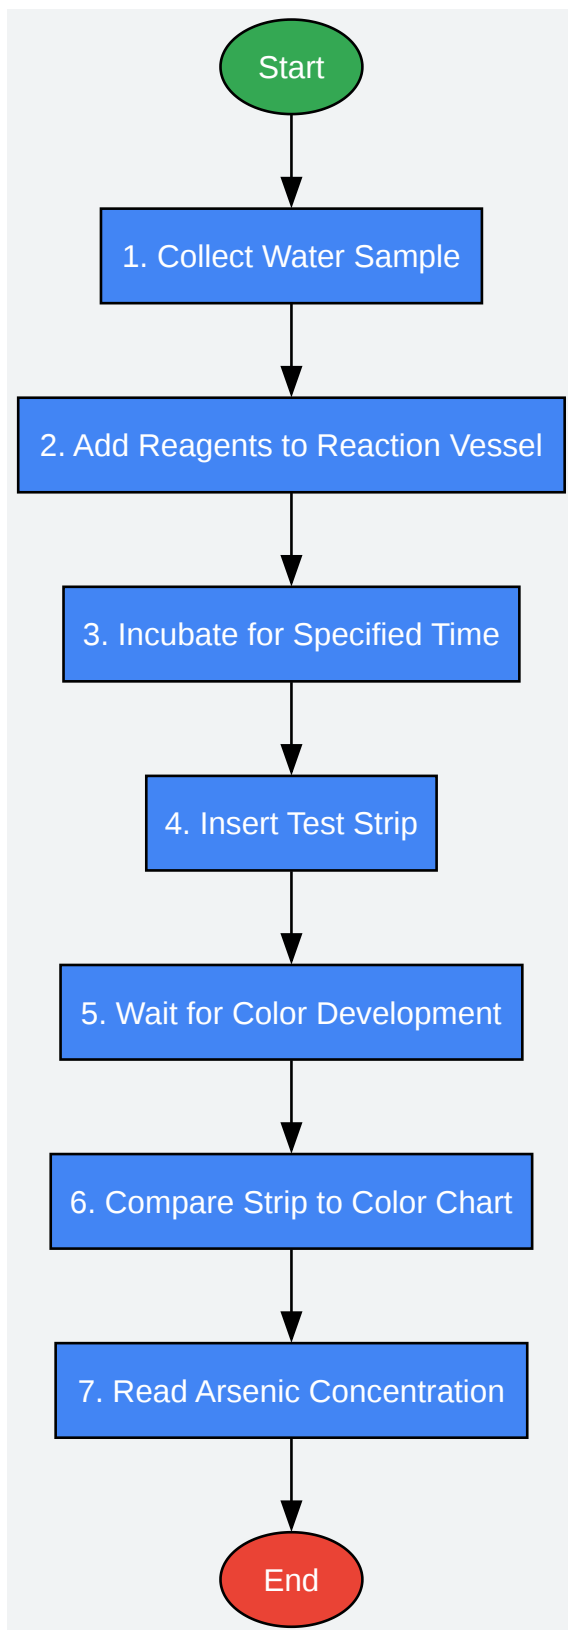 Start
1. Collect Water Sample
2. Add Reagents to Reaction Vessel
3. Incubate for Specified Time
4. Insert Test Strip
5. Wait for Color Development
6. Compare Strip to Color Chart
7. Read Arsenic Concentration
End